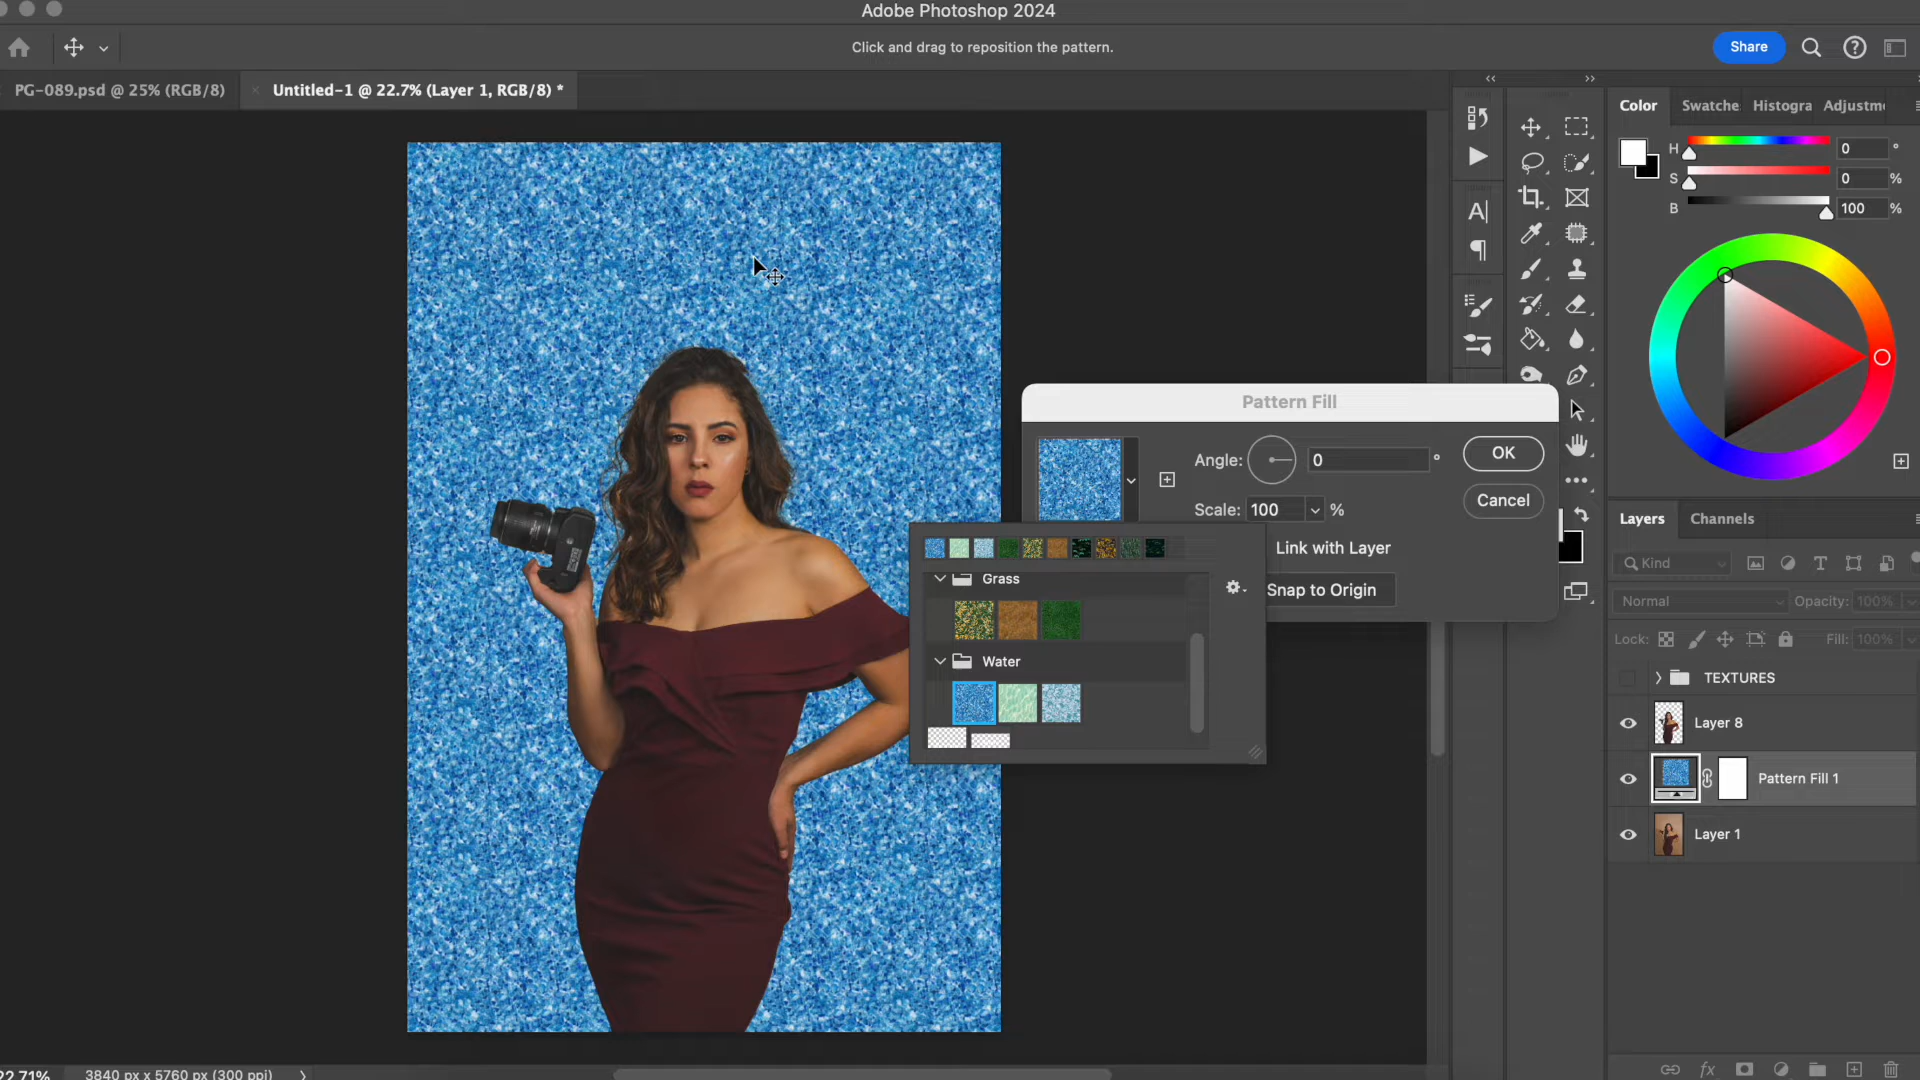 Adobe Photoshop 2024
Click and drag to reposition the pattern.
Share
PG-089.psd @ 25% (RGB/8)
Untitled-1 @ 22.7% (Layer 1, RGB/8) *
Color
Swatche
Histogra
Adjustm
H
0
°
S
0
%
B
100
%
Pattern Fill
Angle:
0
°
OK
Scale:
100
%
Cancel
Link with Layer
Snap to Origin
Grass
Water
Layers
Channels
Kind
Normal
Opacity:
100%
Lock:
Fill:
100%
TEXTURES
Layer 8
Pattern Fill 1
Layer 1
22.71%
3840 px x 5760 px (300 ppi)